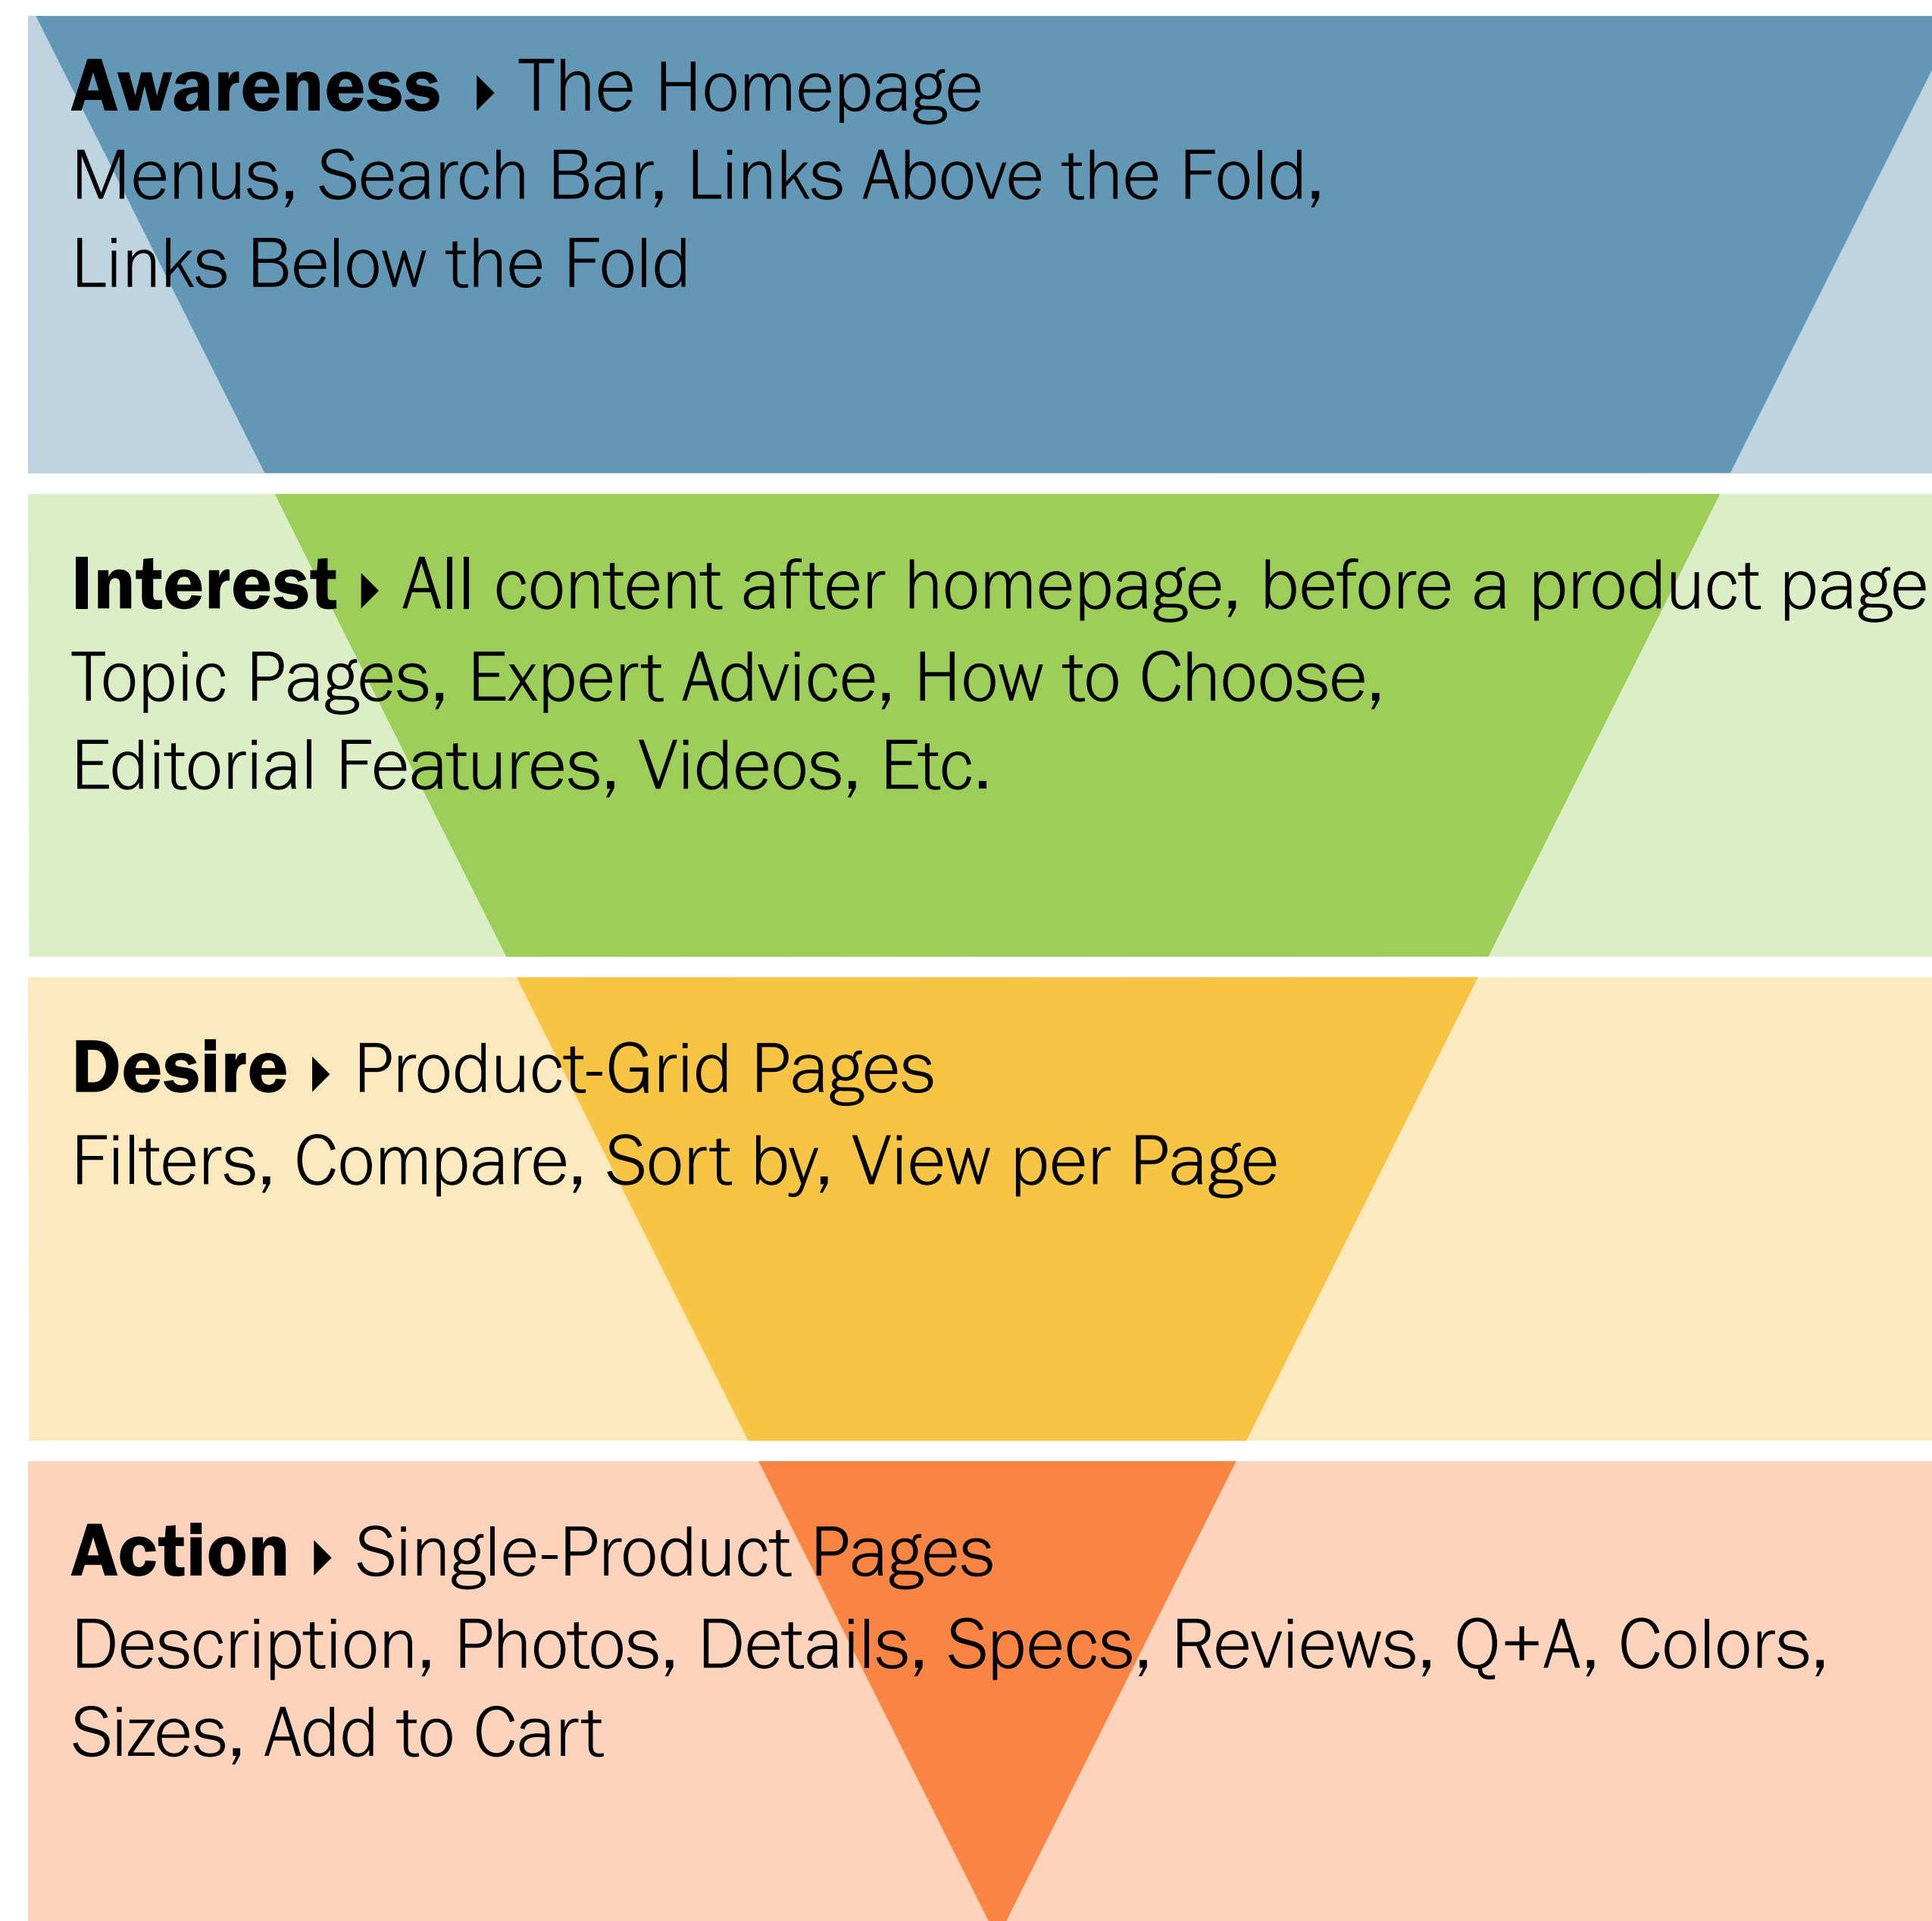 Awareness ▸ The Homepage
Menus, Search Bar, Links Above the Fold,
Links Below the Fold
Interest ▸ All content after homepage, before a product page
Topic Pages, Expert Advice, How to Choose,
Editorial Features, Videos, Etc.
Desire ▸ Product-Grid Pages
Filters, Compare, Sort by, View per Page
Action ▸ Single-Product Pages
Description, Photos, Details, Specs, Reviews, Q+A, Colors,
Sizes, Add to Cart